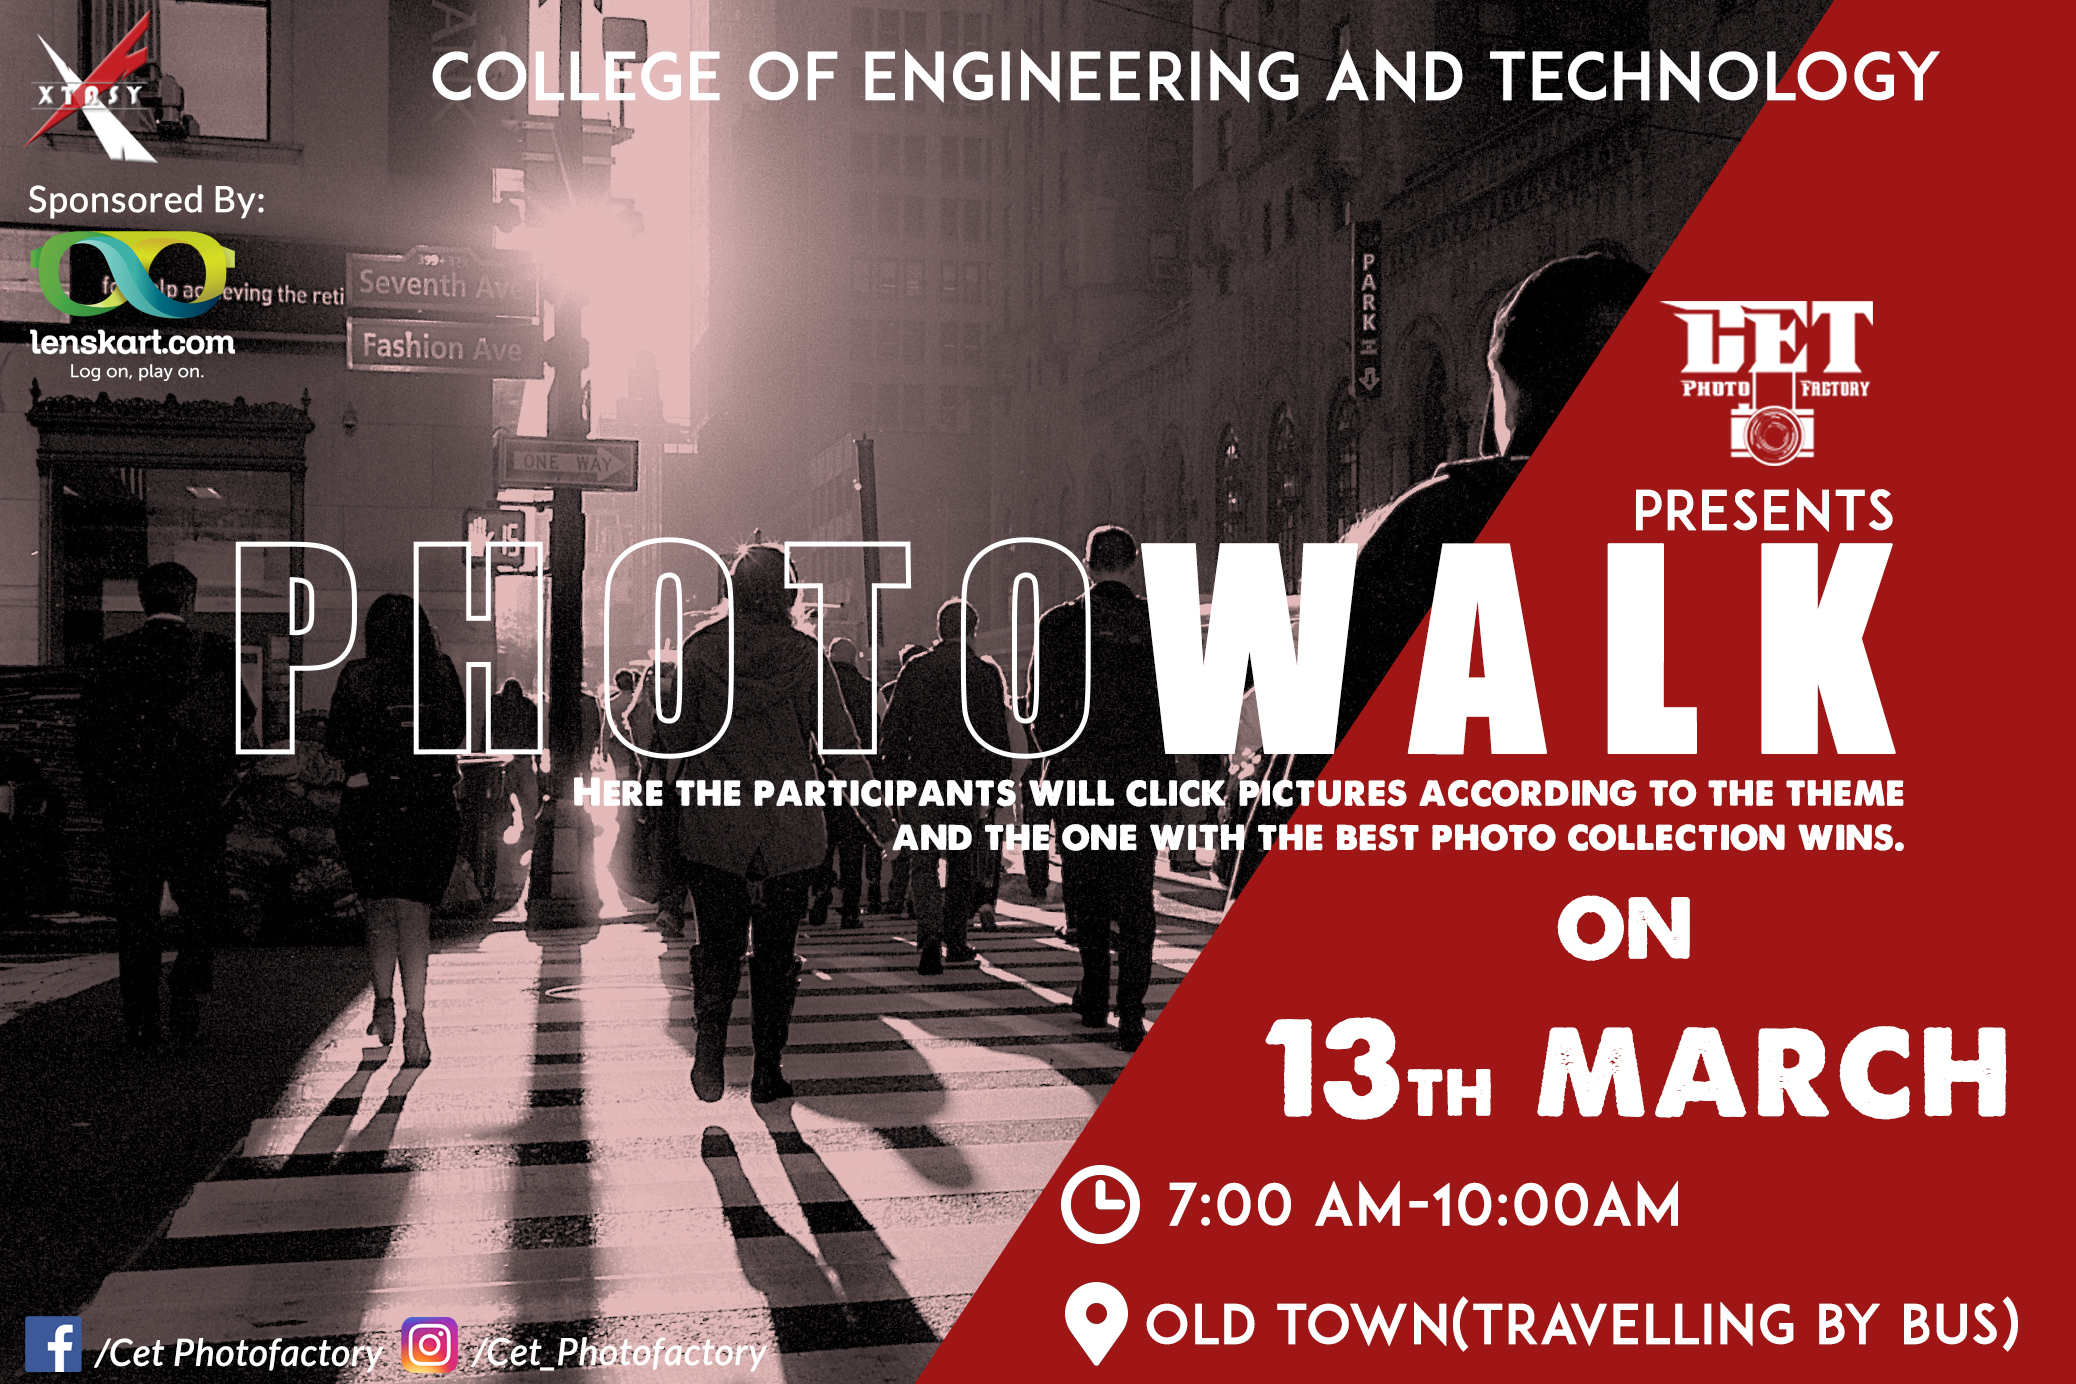 COLLEGE OF ENGINEERING AND TECHNOLOGY
XTASY
Sponsored By:
lenskart.com
Log on, play on.
Seventh Av
Fashion Ave
ONE WAY
15
PARK
CET
PHOTO FACTORY
PRESENTS
PHOTOWALK
HERE THE PARTICIPANTS WILL CLICK PICTURES ACCORDING TO THE THEME
AND THE ONE WITH THE BEST PHOTO COLLECTION WINS.
ON
13TH MARCH
7:00 AM-10:00AM
OLD TOWN(TRAVELLING BY BUS)
/Cet Photofactory
/Cet_Photofactory